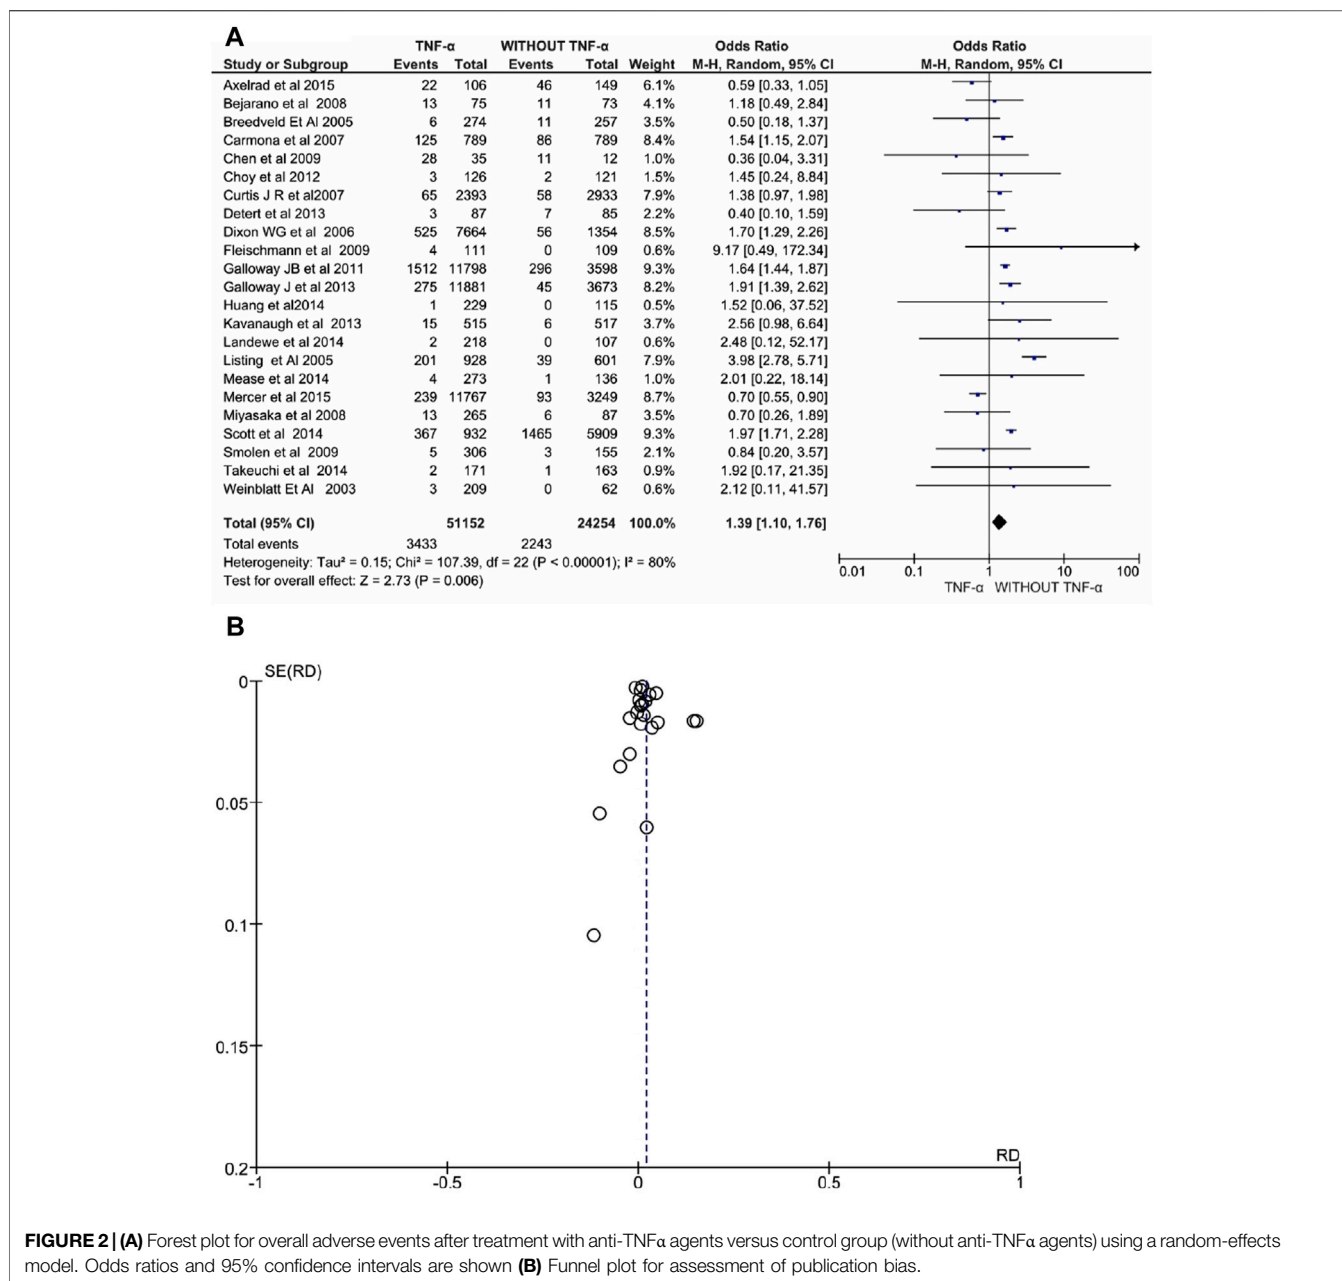 A
TNF-α WITHOUT TNF-α Odds Ratio Odds Ratio
Study or Subgroup Events Total Events Total Weight M-H, Random, 95% CI M-H, Random, 95% CI
Axelrad et al 2015 22 106 46 149 6.1% 0.59 [0.33, 1.05]
Bejarano et al 2008 13 75 11 73 4.1% 1.18 [0.49, 2.84]
Breedveld Et Al 2005 6 274 11 257 3.5% 0.50 [0.18, 1.37]
Carmona et al 2007 125 789 86 789 8.4% 1.54 [1.15, 2.07]
Chen et al 2009 28 35 11 12 1.0% 0.36 [0.04, 3.31]
Choy et al 2012 3 126 2 121 1.5% 1.45 [0.24, 8.84]
Curtis J R et al2007 65 2393 58 2933 7.9% 1.38 [0.97, 1.98]
Detert et al 2013 3 87 7 85 2.2% 0.40 [0.10, 1.59]
Dixon WG et al 2006 525 7664 56 1354 8.5% 1.70 [1.29, 2.26]
Fleischmann et al 2009 4 111 0 109 0.6% 9.17 [0.49, 172.34]
Galloway JB et al 2011 1512 11798 296 3598 9.3% 1.64 [1.44, 1.87]
Galloway J et al 2013 275 11881 45 3673 8.2% 1.91 [1.39, 2.62]
Huang et al2014 1 229 0 115 0.5% 1.52 [0.06, 37.52]
Kavanaugh et al 2013 15 515 6 517 3.7% 2.56 [0.98, 6.64]
Landewe et al 2014 2 218 0 107 0.6% 2.48 [0.12, 52.17]
Listing et Al 2005 201 928 39 601 7.9% 3.98 [2.78, 5.71]
Mease et al 2014 4 273 1 136 1.0% 2.01 [0.22, 18.14]
Mercer et al 2015 239 11767 93 3249 8.7% 0.70 [0.55, 0.90]
Miyasaka et al 2008 13 265 6 87 3.5% 0.70 [0.26, 1.89]
Scott et al 2014 367 932 1465 5909 9.3% 1.97 [1.71, 2.28]
Smolen et al 2009 5 306 3 155 2.1% 0.84 [0.20, 3.57]
Takeuchi et al 2014 2 171 1 163 0.9% 1.92 [0.17, 21.35]
Weinblatt Et Al 2003 3 209 0 62 0.6% 2.12 [0.11, 41.57]
Total (95% CI) 51152 24254 100.0% 1.39 [1.10, 1.76]
Total events 3433 2243
Heterogeneity: Tau² = 0.15; Chi² = 107.39, df = 22 (P < 0.00001); I² = 80%
Test for overall effect: Z = 2.73 (P = 0.006)
0.01 0.1 1 10 100
TNF-α WITHOUT TNF-α
B
SE(RD)
0
0.05
0.1
0.15
0.2
RD
-1 -0.5 0 0.5 1
FIGURE 2 | (A) Forest plot for overall adverse events after treatment with anti-TNFα agents versus control group (without anti-TNFα agents) using a random-effects
model. Odds ratios and 95% confidence intervals are shown (B) Funnel plot for assessment of publication bias.